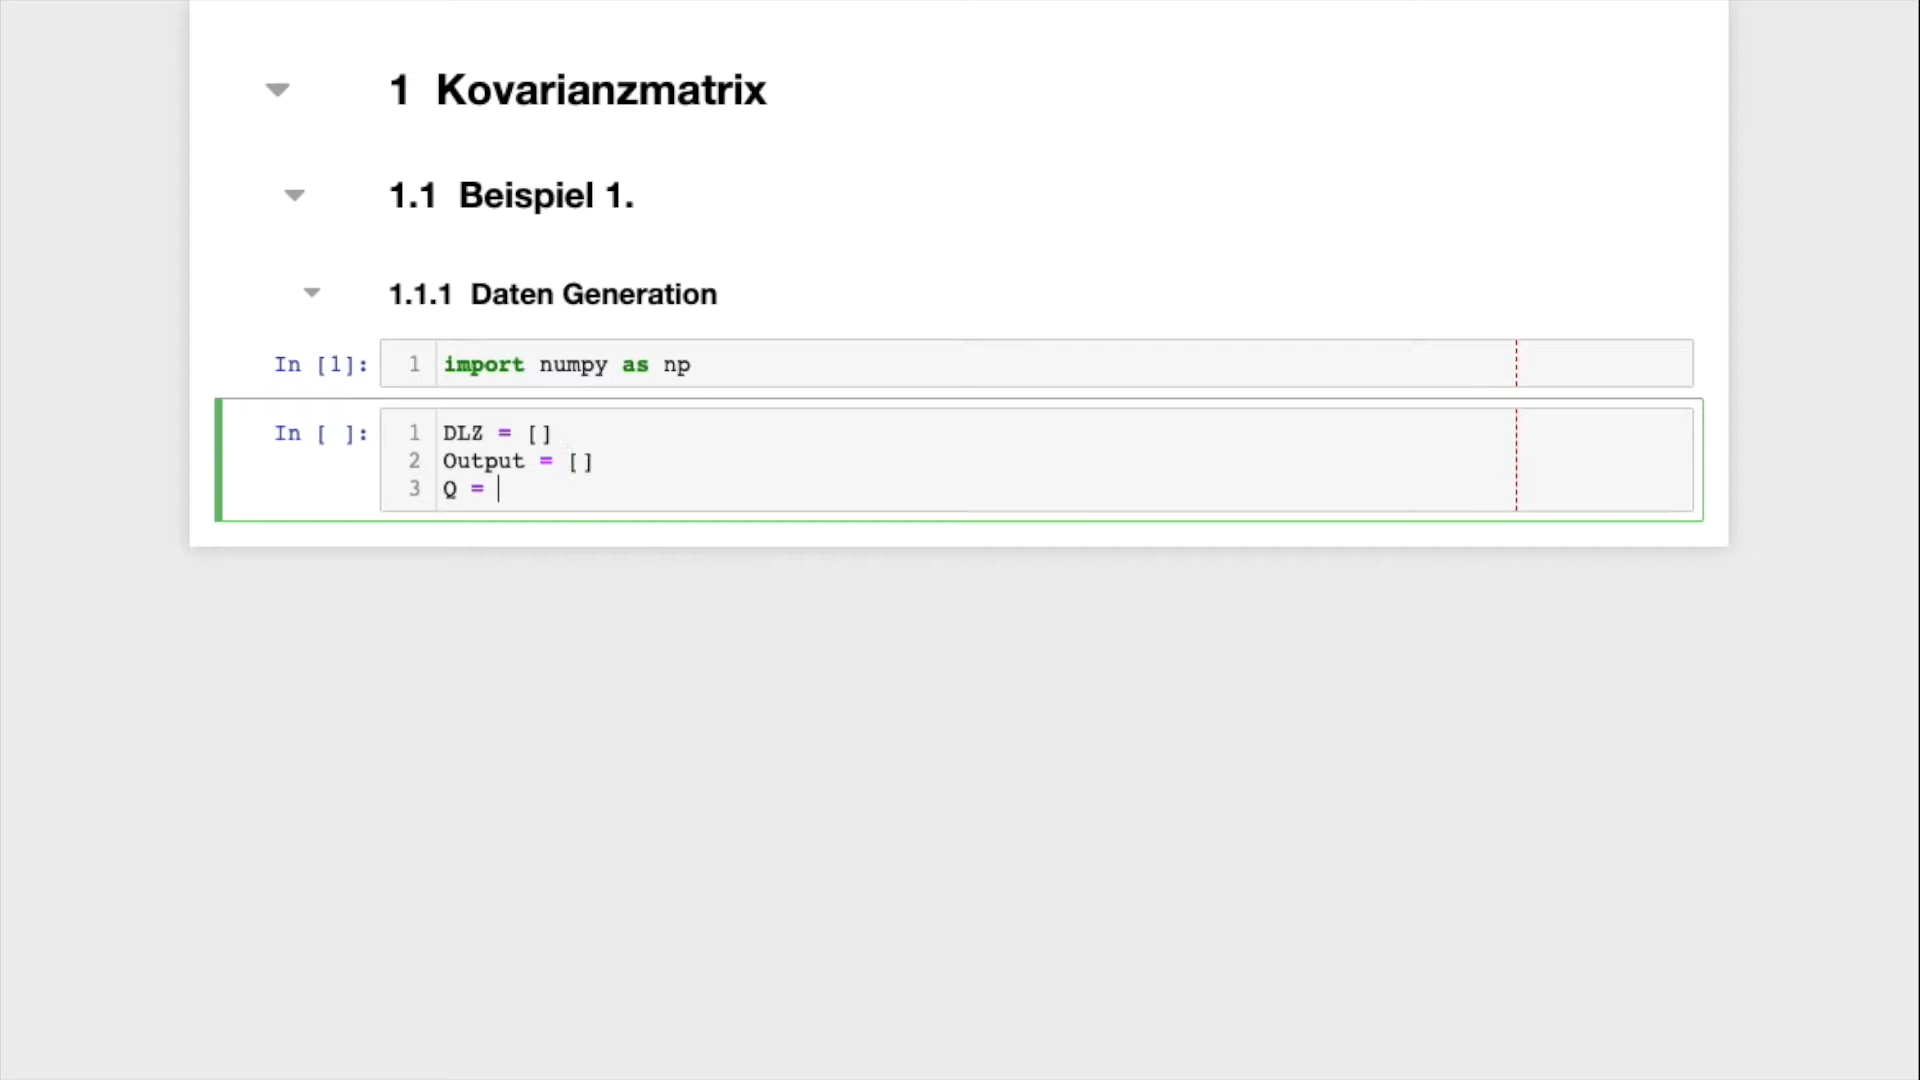 1 Kovarianzmatrix
1.1 Beispiel 1.
1.1.1 Daten Generation
In [1]: 1 import numpy as np
In [ ]: 1 DLZ = []
2 Output = []
3 Q =